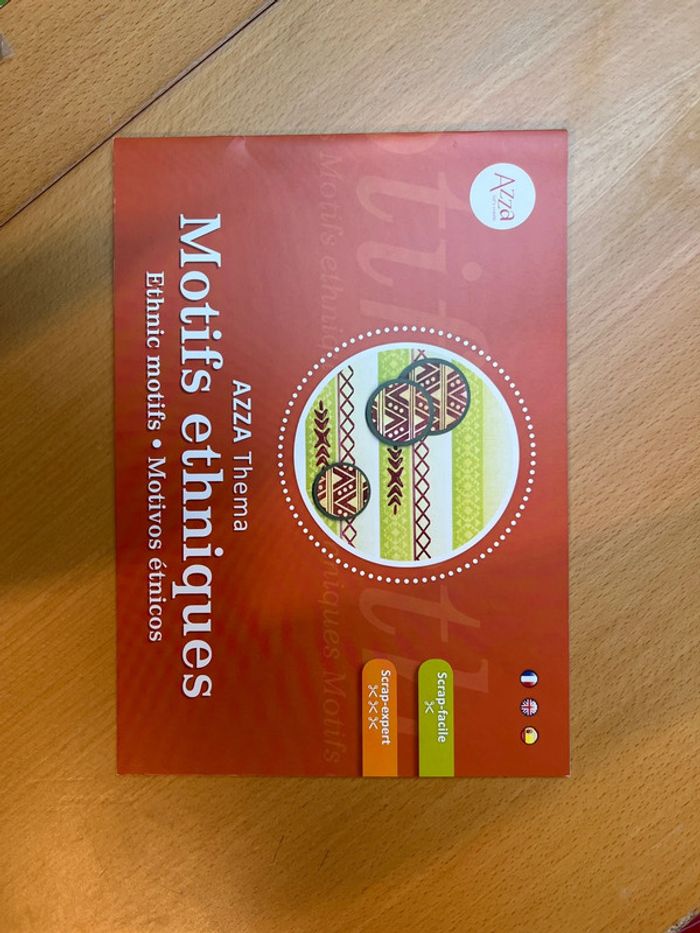 Azza
AZZA Thema
Motifs ethniques
Ethnic motifs • Motivos étnicos
Scrap-facile
Scrap-expert